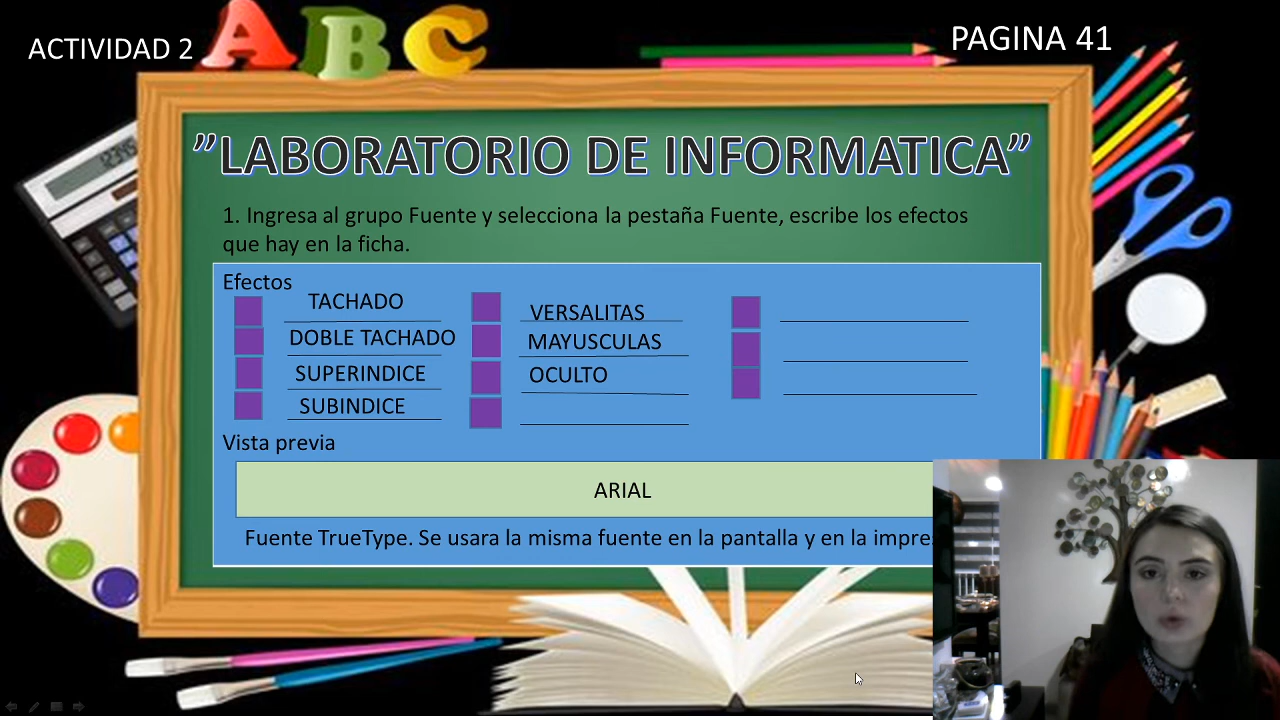 ACTIVIDAD 2
ABC
PAGINA 41
”LABORATORIO DE INFORMATICA”
1. Ingresa al grupo Fuente y selecciona la pestaña Fuente, escribe los efectos
que hay en la ficha.
Efectos
TACHADO
DOBLE TACHADO
SUPERINDICE
SUBINDICE
VERSALITAS
MAYUSCULAS
OCULTO
Vista previa
ARIAL
Fuente TrueType. Se usara la misma fuente en la pantalla y en la